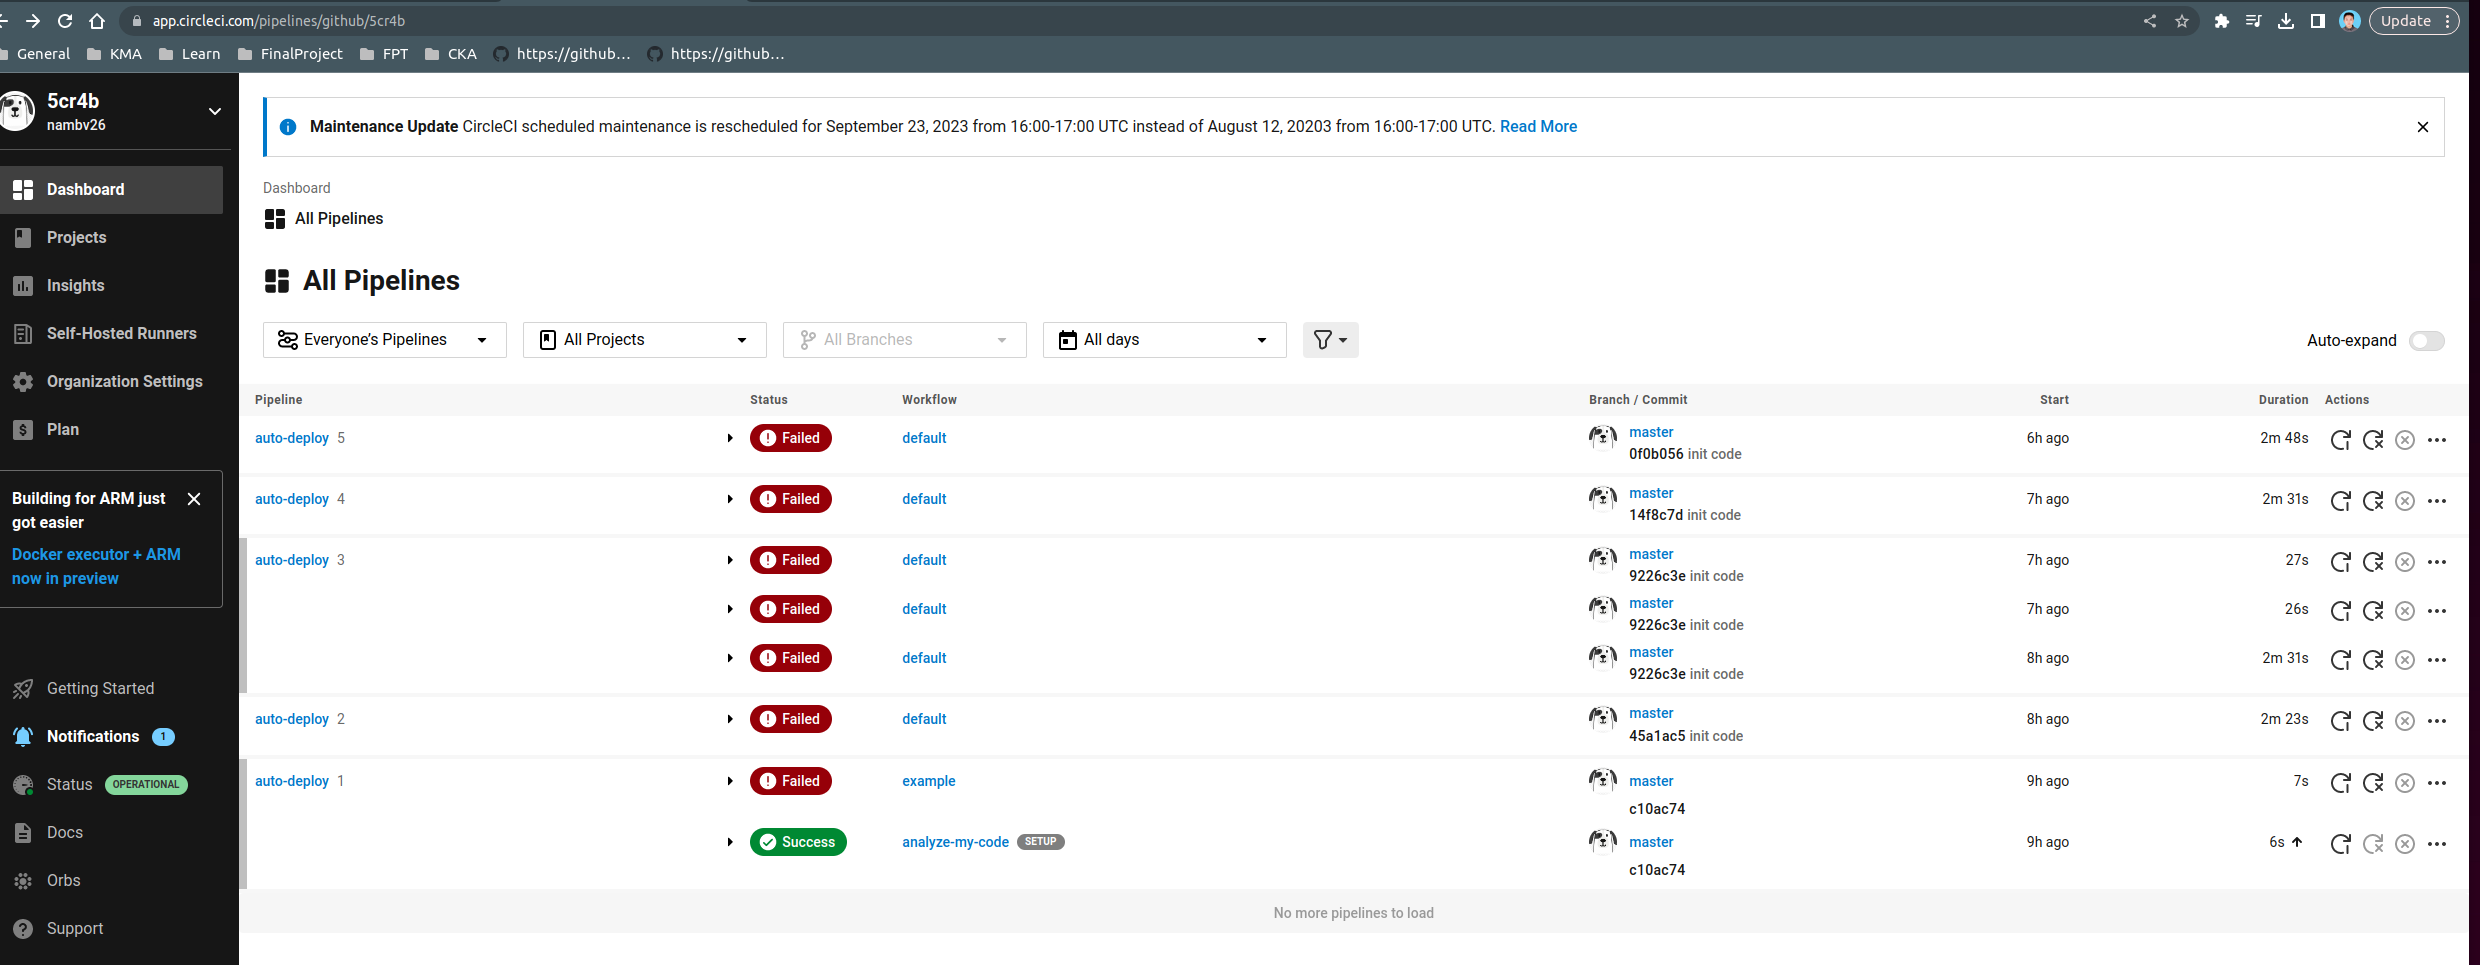 app.circleci.com/pipelines/github/5cr4b
Update
General KMA Learn FinalProject FPT CKA https://github... https://github...
5cr4b
nambv26
Dashboard
Projects
Insights
Self-Hosted Runners
Organization Settings
Plan
Building for ARM just
got easier
Docker executor + ARM
now in preview
Getting Started
Notifications 1
Status OPERATIONAL
Docs
Orbs
Support
Maintenance Update CircleCI scheduled maintenance is rescheduled for September 23, 2023 from 16:00-17:00 UTC instead of August 12, 20203 from 16:00-17:00 UTC. Read More
Dashboard
All Pipelines
All Pipelines
Everyone’s Pipelines All Projects All Branches All days Auto-expand
Pipeline Status Workflow Branch / Commit Start Duration Actions
auto-deploy 5 Failed default master 6h ago 2m 48s
0f0b056 init code
auto-deploy 4 Failed default master 7h ago 2m 31s
14f8c7d init code
auto-deploy 3 Failed default master 7h ago 27s
9226c3e init code
Failed default master 7h ago 26s
9226c3e init code
Failed default master 8h ago 2m 31s
9226c3e init code
auto-deploy 2 Failed default master 8h ago 2m 23s
45a1ac5 init code
auto-deploy 1 Failed example master 9h ago 7s
c10ac74
Success analyze-my-code SETUP master 9h ago 6s
c10ac74
No more pipelines to load